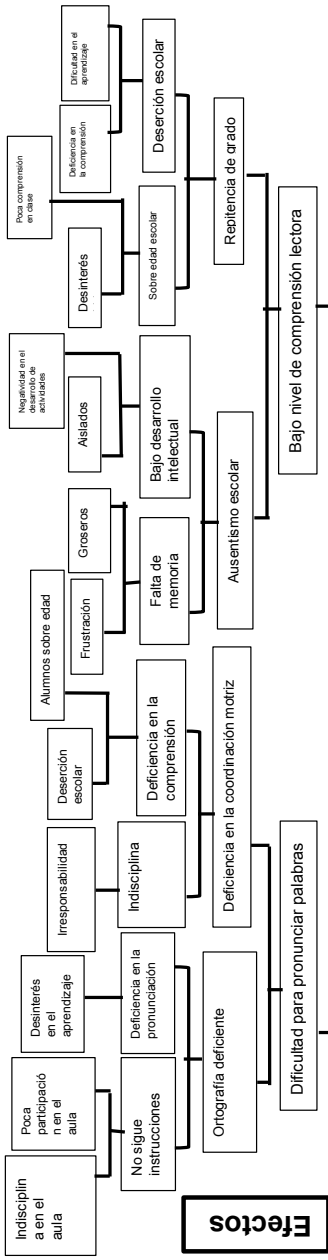 Indisciplin
a en el
aula
Poca
participació
n en el
aula
Desinterés
en el
aprendizaje
Irresponsabilidad
Deserción
escolar
Alumnos sobre edad
Frustración
Groseros
Aislados
Negatividad en el
desarrollo de
actividades
Desinterés
Poca comprensión
en clase
Deficiencia en
la comprensión
Dificultad en el
aprendizaje
No sigue
instrucciones
Deficiencia en la
pronunciación
Indisciplina
Deficiencia en la
comprensión
Falta de
memoria
Bajo desarrollo
intelectual
Sobre edad escolar
Deserción escolar
Ortografía deficiente
Deficiencia en la coordinación motriz
Ausentismo escolar
Repitencia de grado
Dificultad para pronunciar palabras
Bajo nivel de comprensión lectora
Efectos